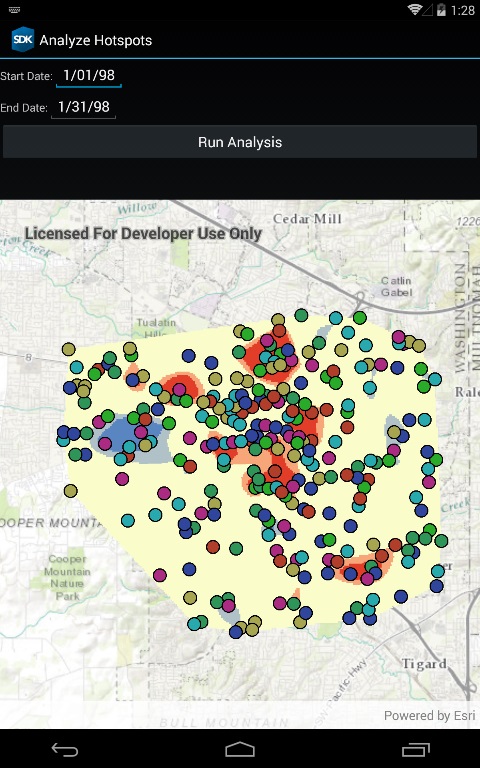 1:28
SDK
Analyze Hotspots
Start Date: 1/01/98
End Date: 1/31/98
Run Analysis
Willow
Cedar Mill
1226
Licensed For Developer Use Only
Creek
Catlin
Gabel
WASHINGTON
Tualatin
Hills
8
Creek
OOPER MOUNTA
Cooper
Mountain
Nature
Park
Tigard
Pacific Hwy
BULL MOUNTAIN
Powered by Esri